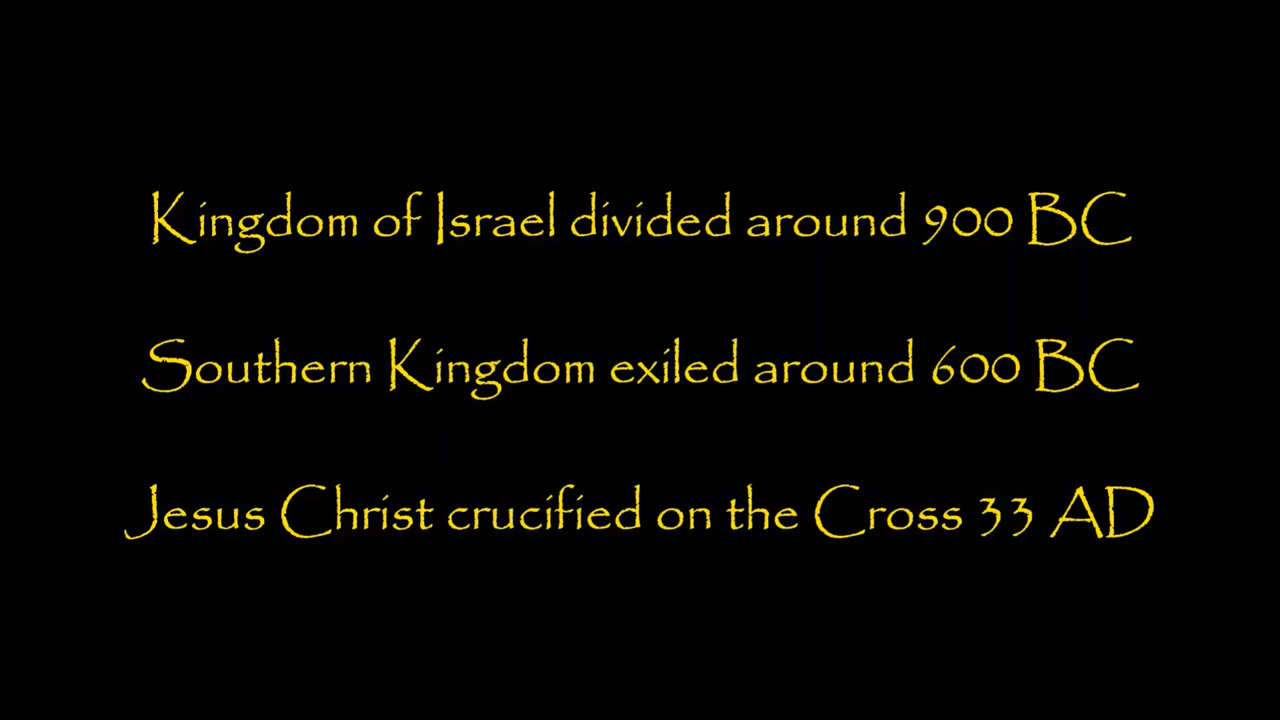 Kingdom of Israel divided around 900 BC
Southern Kingdom exiled around 600 BC
Jesus Christ crucified on the Cross 33 AD